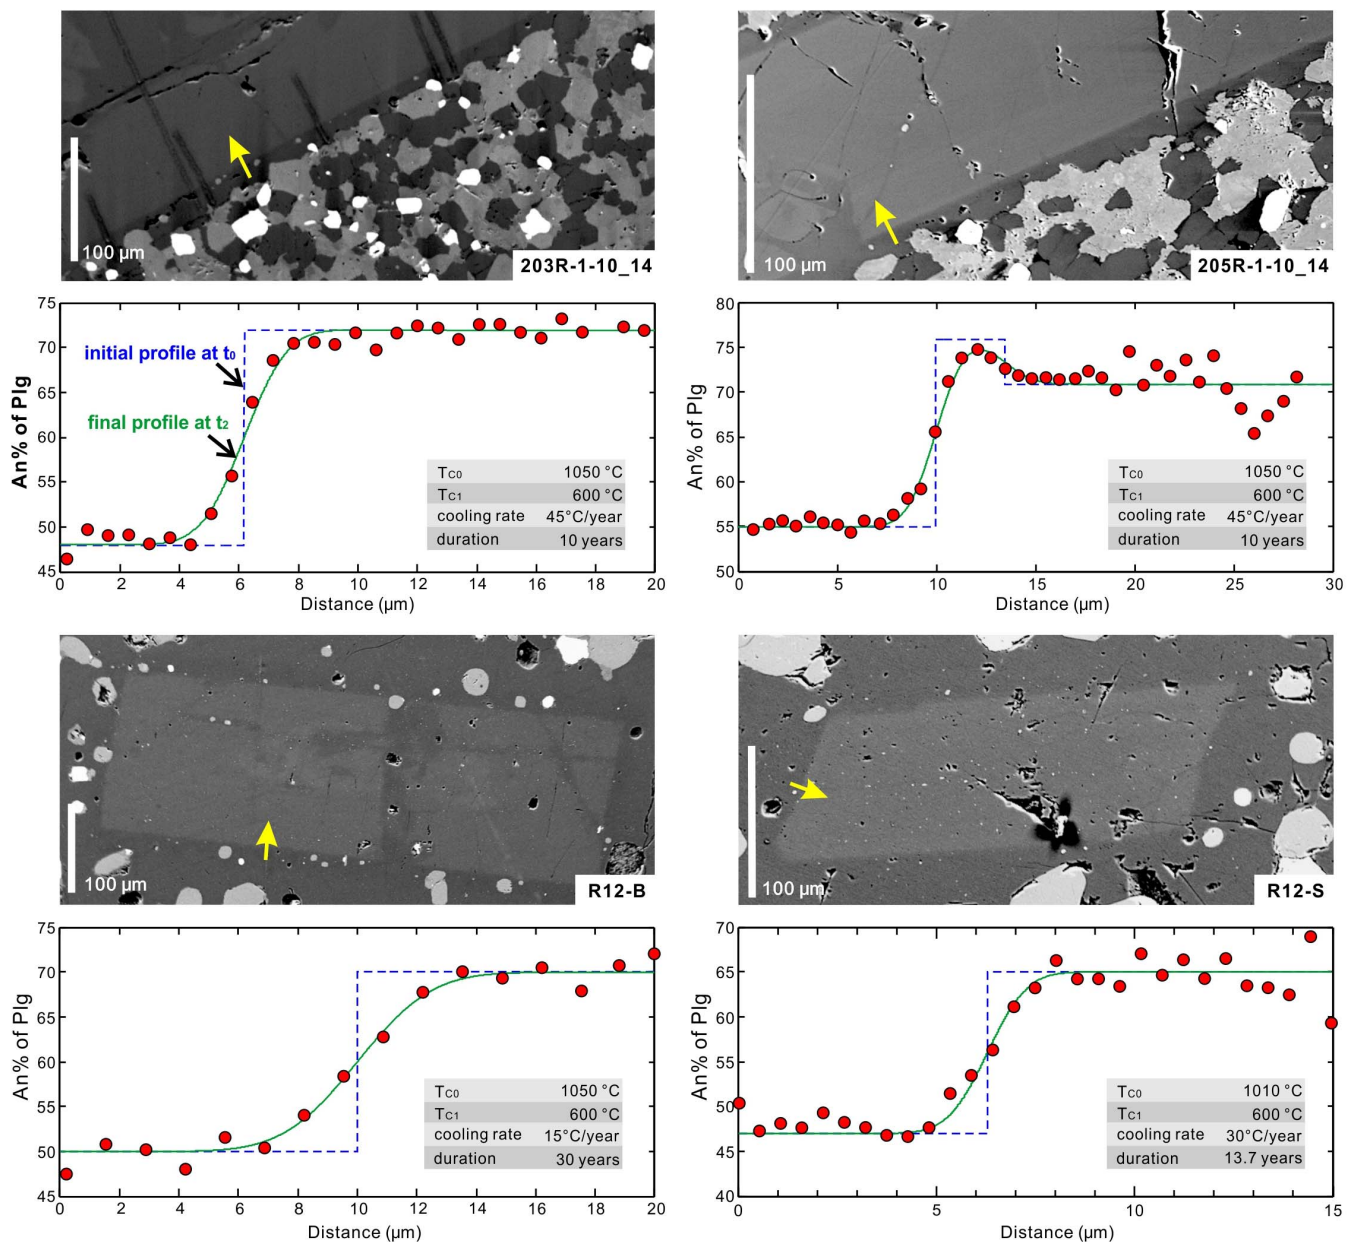 100 µm
203R-1-10_14
100 µm
205R-1-10_14
An% of Plg
75
70
65
60
55
50
45
initial profile at t0
final profile at t2
TC0 1050 °C
TC1 600 °C
cooling rate 45°C/year
duration 10 years
0 2 4 6 8 10 12 14 16 18 20
Distance (µm)
An% of Plg
80
75
70
65
60
55
50
TC0 1050 °C
TC1 600 °C
cooling rate 45°C/year
duration 10 years
0 5 10 15 20 25 30
Distance (µm)
100 µm
R12-B
100 µm
R12-S
An% of Plg
75
70
65
60
55
50
45
TC0 1050 °C
TC1 600 °C
cooling rate 15°C/year
duration 30 years
0 2 4 6 8 10 12 14 16 18 20
Distance (µm)
An% of Plg
70
65
60
55
50
45
40
TC0 1010 °C
TC1 600 °C
cooling rate 30°C/year
duration 13.7 years
0 5 10 15
Distance (µm)